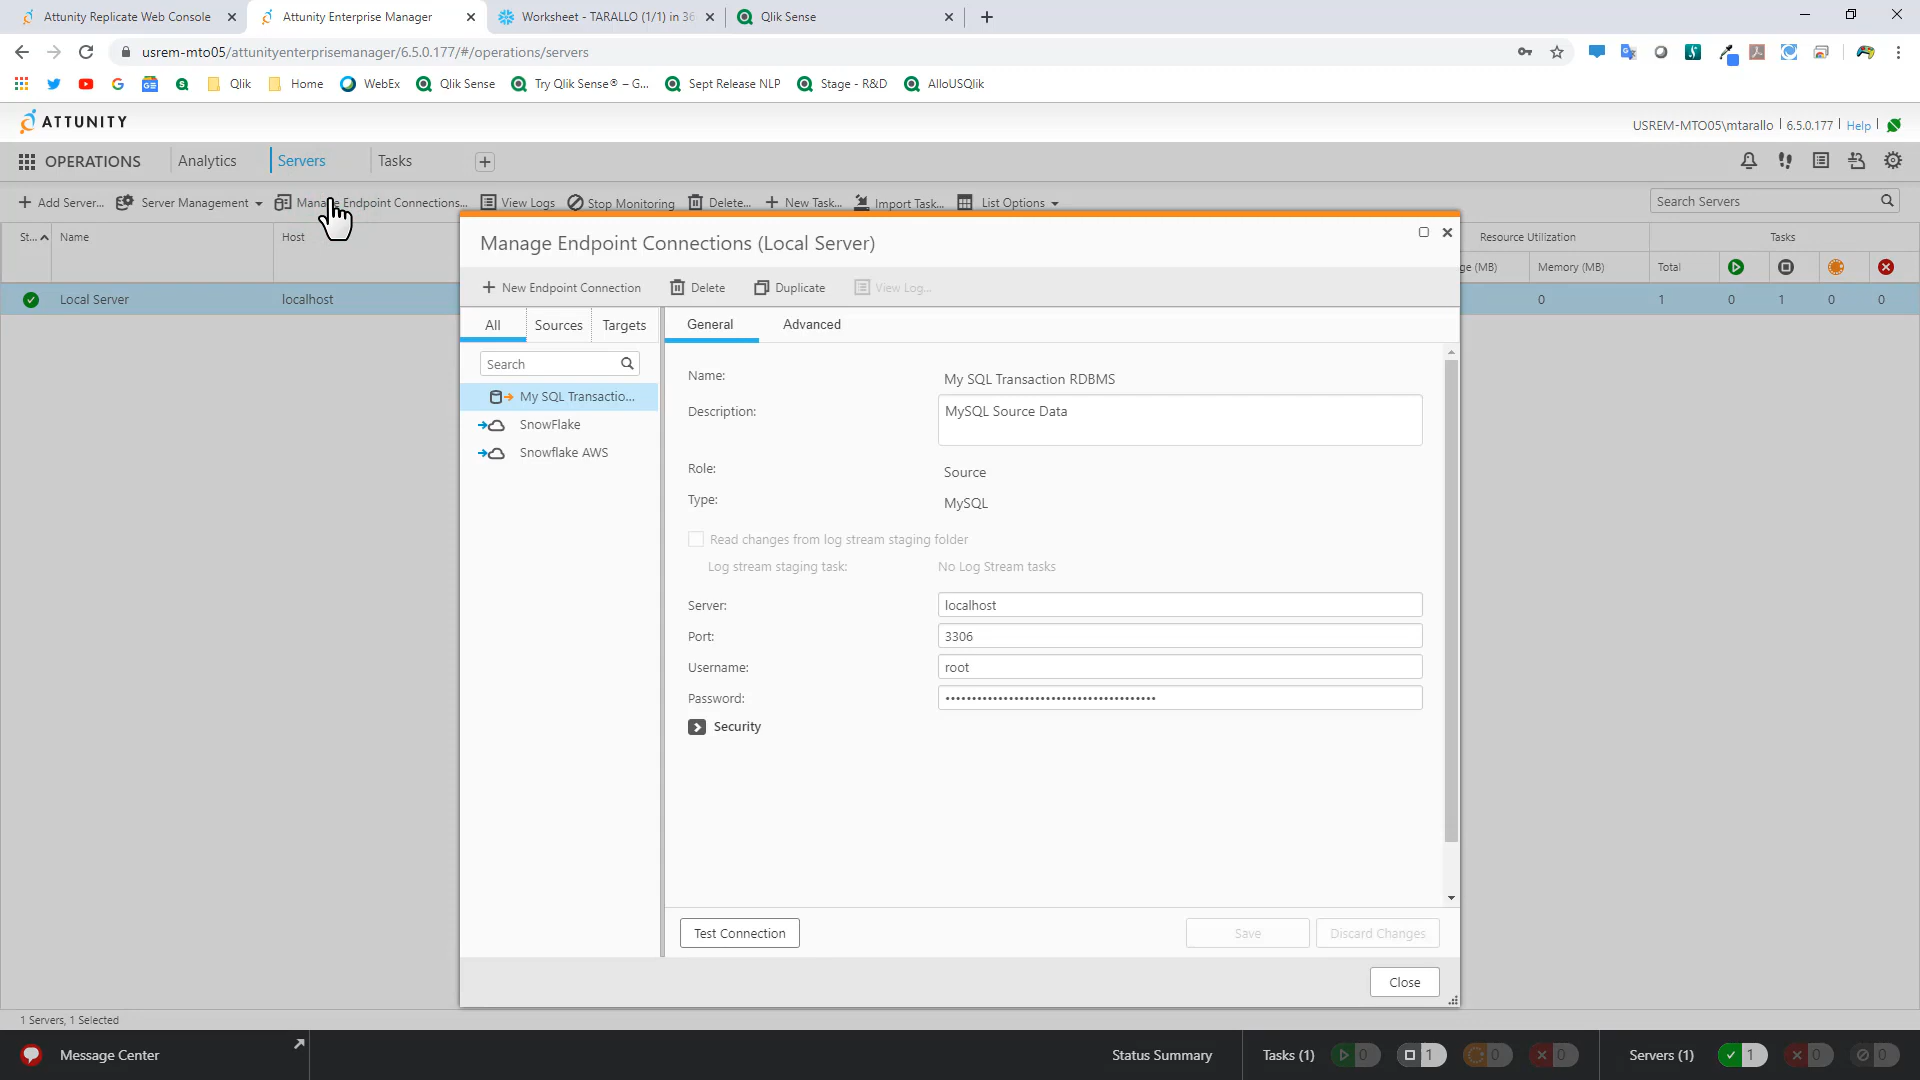 Attunity Replicate Web Console
Attunity Enterprise Manager
Worksheet - TARALLO (1/1) in 36
Qlik Sense
usrem-mto05/attunityenterprisemanager/6.5.0.177/#/operations/servers
Qlik
Home
WebEx
Qlik Sense
Try Qlik Sense® – G...
Sept Release NLP
Stage - R&D
AlloUSQlik
ATTUNITY
USREM-MTO05\mtarallo
6.5.0.177
Help
OPERATIONS
Analytics
Servers
Tasks
Add Server...
Server Management
Manage Endpoint Connections...
View Logs
Stop Monitoring
Delete...
New Task...
Import Task...
List Options
Search Servers
St...
Name
Host
Resource Utilization
Tasks
ge (MB)
Memory (MB)
Total
Local Server
localhost
0
1
0
1
0
0
Manage Endpoint Connections (Local Server)
New Endpoint Connection
Delete
Duplicate
View Log...
All
Sources
Targets
General
Advanced
Search
My SQL Transactio...
SnowFlake
Snowflake AWS
Name:
My SQL Transaction RDBMS
Description:
MySQL Source Data
Role:
Source
Type:
MySQL
Read changes from log stream staging folder
Log stream staging task:
No Log Stream tasks
Server:
localhost
Port:
3306
Username:
root
Password:
Security
Test Connection
Save
Discard Changes
Close
1 Servers, 1 Selected
Message Center
Status Summary
Tasks (1)
0
1
0
0
Servers (1)
1
0
0